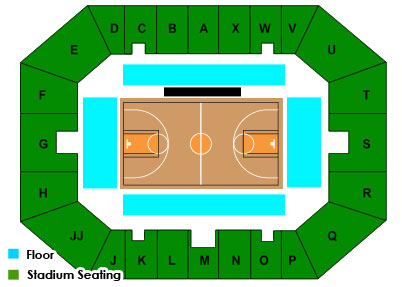 D C B A X W V
E U
F T
G S
H R
JJ Q
J K L M N O P
Floor
Stadium Seating